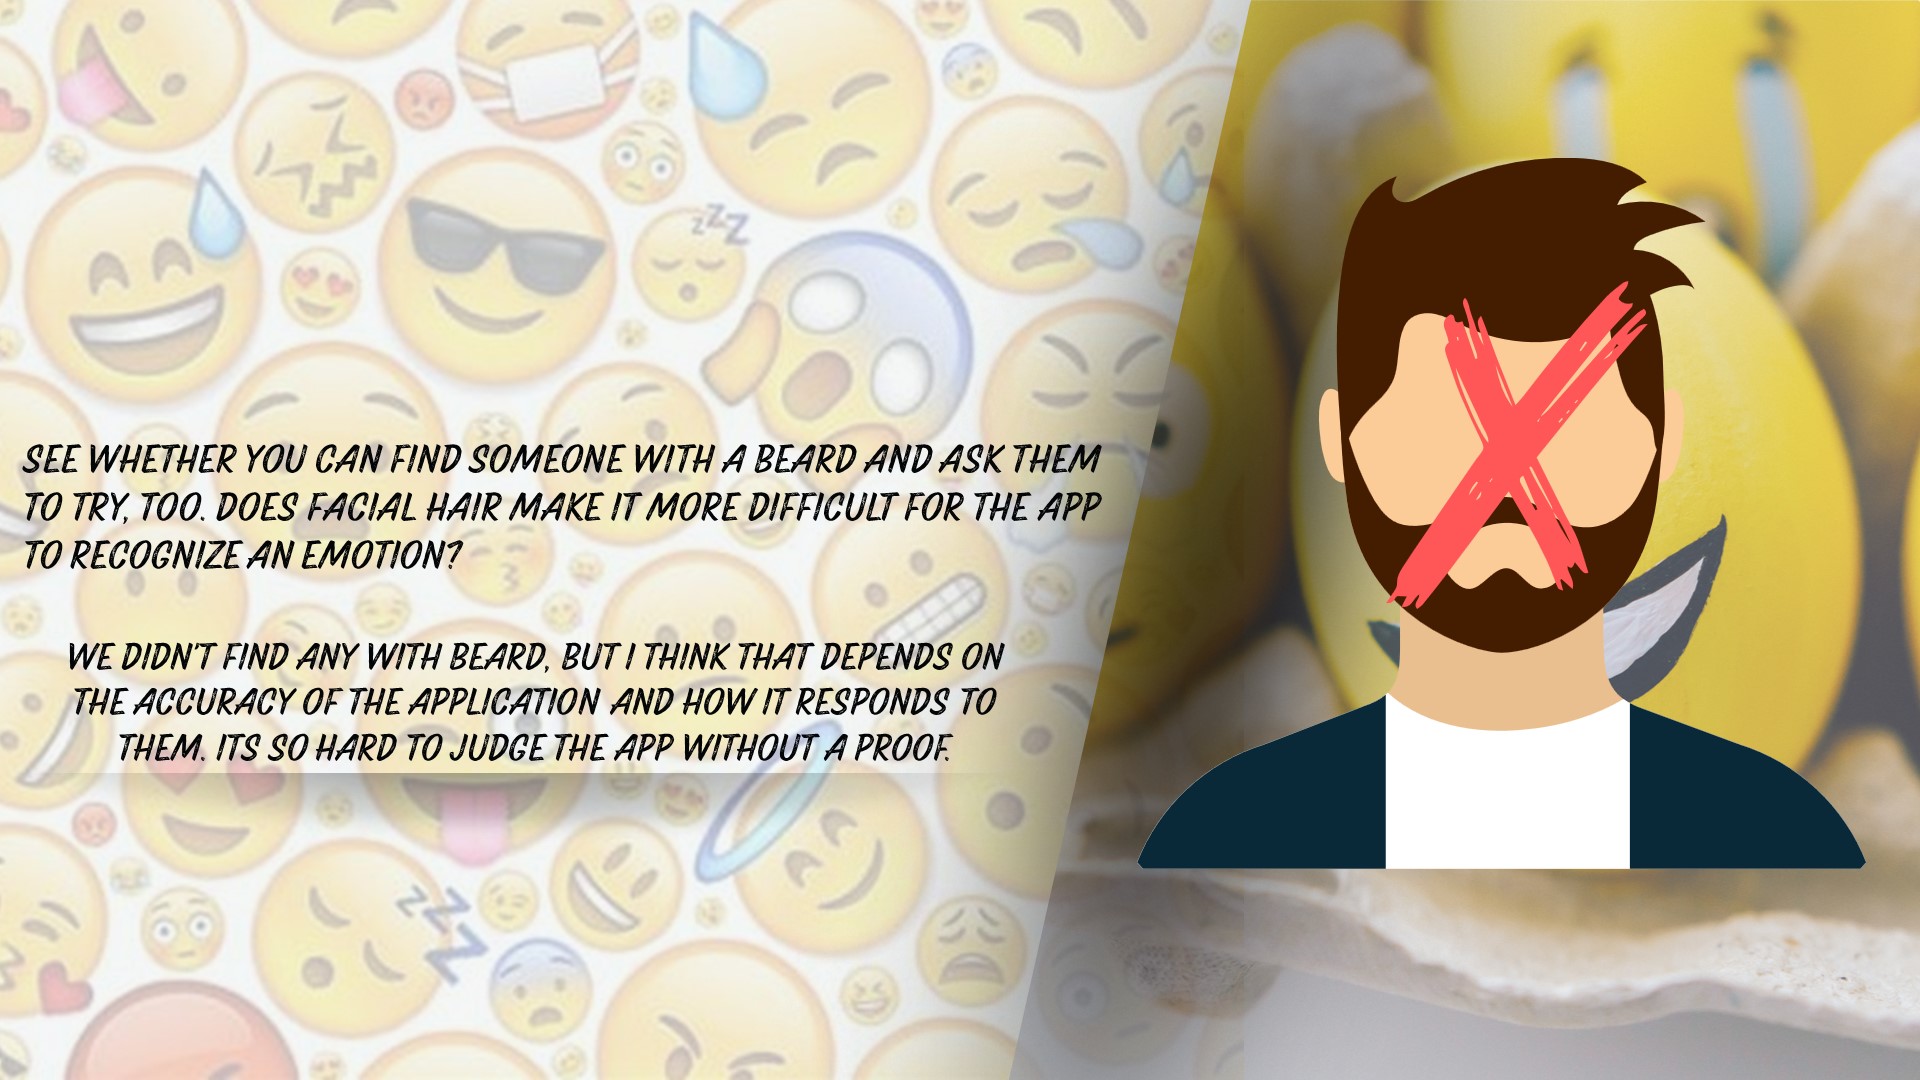 SEE WHETHER YOU CAN FIND SOMEONE WITH A BEARD AND ASK THEM
TO TRY, TOO. DOES FACIAL HAIR MAKE IT MORE DIFFICULT FOR THE APP
TO RECOGNIZE AN EMOTION?
WE DIDN'T FIND ANY WITH BEARD, BUT I THINK THAT DEPENDS ON
THE ACCURACY OF THE APPLICATION AND HOW IT RESPONDS TO
THEM. ITS SO HARD TO JUDGE THE APP WITHOUT A PROOF.